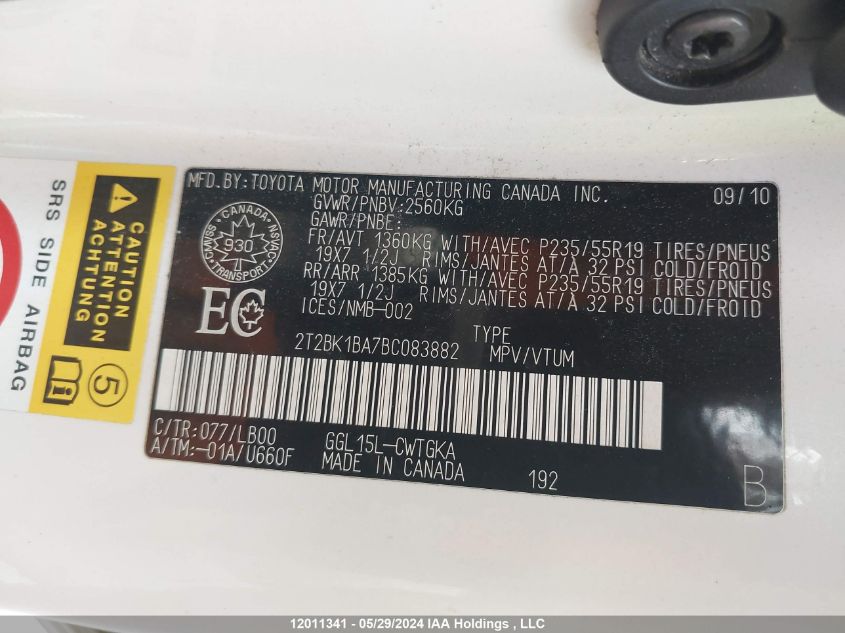 MFD.BY:TOYOTA MOTOR MANUFACTURING CANADA INC. 09/10
GVWR/PNBV:2560KG
GAWR/PNBE:
FR/AVT 1360KG WITH/AVEC P235/55R19 TIRES/PNEUS
19X7 1/2J RIMS/JANTES AT/À 32 PSI COLD/FROID
RR/ARR 1385KG WITH/AVEC P235/55R19 TIRES/PNEUS
19X7 1/2J RIMS/JANTES AT/À 32 PSI COLD/FROID
ICES/NMB-002
CANADA
CMVSS
NSVAC
930
TRANSPORT
EC
TYPE
2T2BK1BA7BC083882 MPV/VTUM
C/TR:077/LB00 GGL15L-CWTGKA
A/TM:-01A/U660F MADE IN CANADA 192 B
SRS SIDE AIRBAG
CAUTION
ATTENTION
ACHTUNG
5
12011341 - 05/29/2024 IAA Holdings , LLC